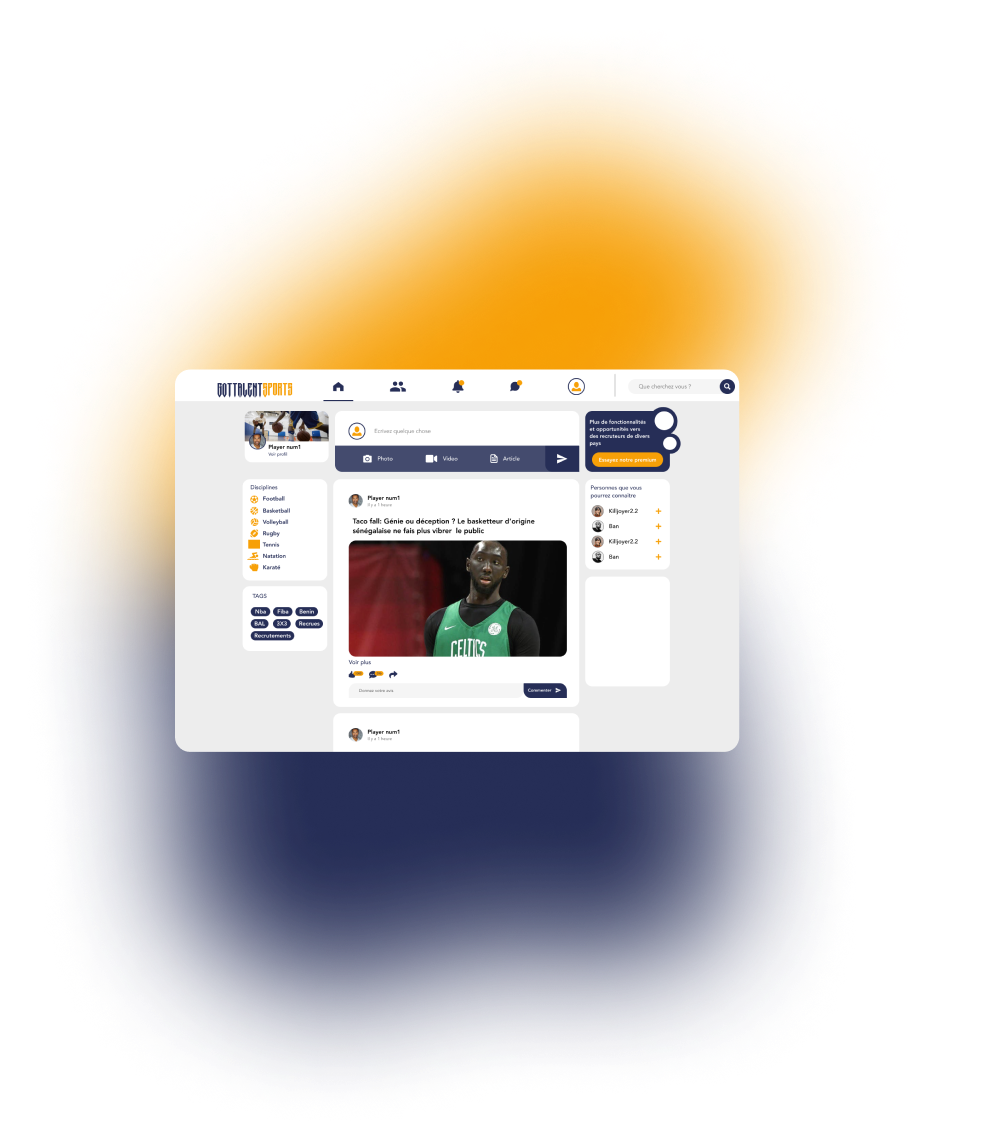 GOTTALENTSPORTS
Que cherchez vous ?
Player num1
Voir profil
Ecrivez quelque chose
Photo
Video
Article
Plus de fonctionnalités
et opportunités vers
des recruteurs de divers
pays
Essayez notre premium
Disciplines
Football
Basketball
Volleyball
Rugby
Tennis
Natation
Karaté
TAGS
Nba Fiba Benin
BAL 3X3 Recrues
Recrutements
Player num1
Il y a 1 heure
Taco fall: Génie ou déception ? Le basketteur d'origine
sénégalaise ne fais plus vibrer le public
CELTICS
Voir plus
Donnez votre avis
Commenter
Player num1
Il y a 1 heure
Personnes que vous
pourrez connaitre
Killjoyer2.2
Ban
Killjoyer2.2
Ban